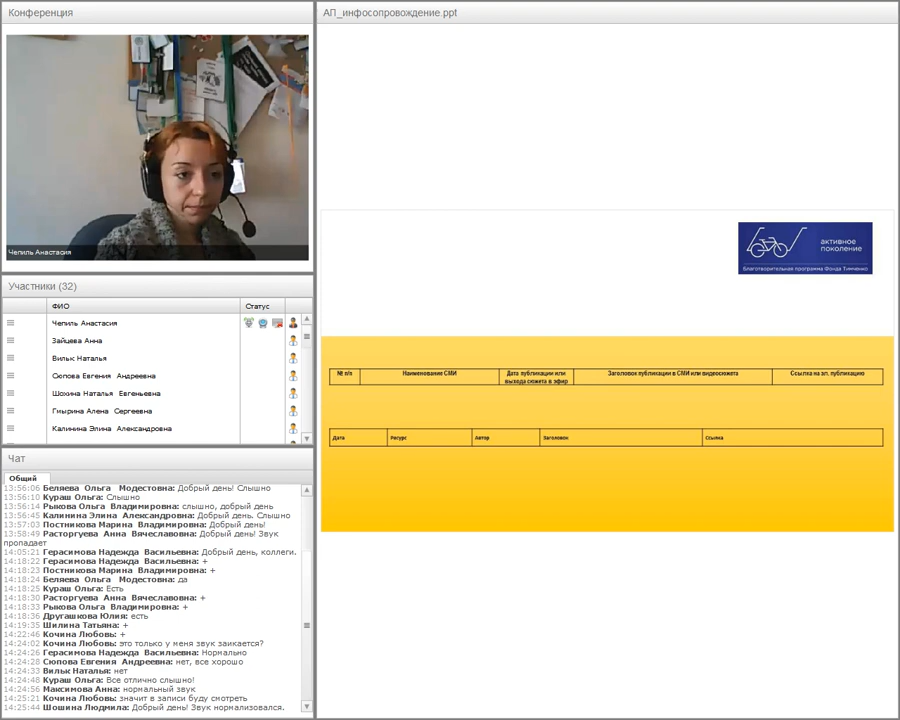 Конференция
Чепиль Анастасия
Участники (32)
ФИО
Статус
Чепиль Анастасия
Зайцева Анна
Вильк Наталья
Сюпова Евгения Андреевна
Шохина Наталья Евгеньевна
Гмырина Алена Сергеевна
Калинина Элина Александровна
Чат
Общий
13:56:06 Беляева Ольга Модестовна: Добрый день! Слышно
13:56:10 Кураш Ольга: Слышно
13:56:14 Рыкова Ольга Владимировна: слышно, добрый день
13:56:45 Калинина Элина Александровна: Добрый день. Слышно
13:57:03 Постникова Марина Владимировна: Добрый день!
13:58:49 Расторгуева Анна Вячеславовна: Добрый день! Звук
пропадает
14:05:21 Герасимова Надежда Васильевна: Добрый день, коллеги.
14:18:22 Герасимова Надежда Васильевна: +
14:18:23 Постникова Марина Владимировна: +
14:18:24 Беляева Ольга Модестовна: да
14:18:25 Кураш Ольга: Есть
14:18:30 Расторгуева Анна Вячеславовна: +
14:18:33 Рыкова Ольга Владимировна: +
14:18:36 Другашкова Юлия: есть
14:19:35 Шилина Татьяна: +
14:22:46 Кочина Любовь: +
14:24:02 Кочина Любовь: это только у меня звук заикается?
14:24:26 Герасимова Надежда Васильевна: Нормально
14:24:28 Сюпова Евгения Андреевна: нет, все хорошо
14:24:33 Вильк Наталья: нет
14:24:48 Кураш Ольга: Все отлично слышно!
14:24:56 Максимова Анна: нормальный звук
14:25:21 Кочина Любовь: значит в записи буду смотреть
14:25:44 Шошина Людмила: Добрый день! Звук нормализовался.
АП_инфосопровождение.ppt
активное
поколение
Благотворительная программа Фонда Тимченко
№ п/п
Наименование СМИ
Дата публикации или
выхода сюжета в эфир
Заголовок публикации в СМИ или видеосюжета
Ссылка на эл. публикацию
Дата
Ресурс
Автор
Заголовок
Ссылка